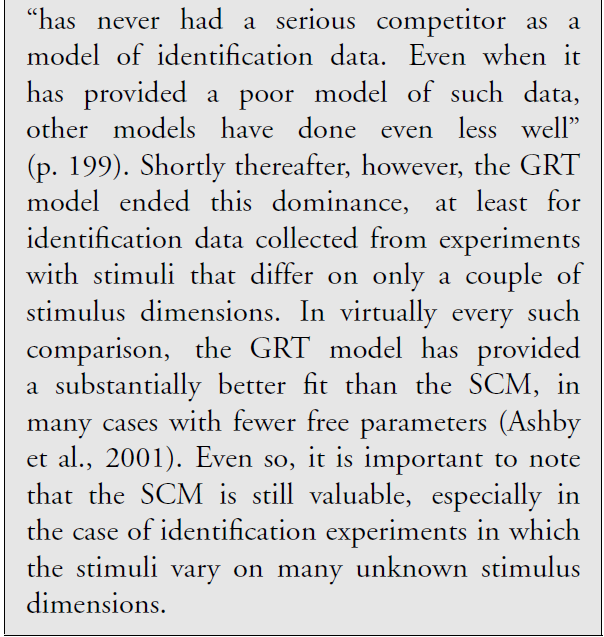 “has never had a serious competitor as a
model of identification data. Even when it
has provided a poor model of such data,
other models have done even less well”
(p. 199). Shortly thereafter, however, the GRT
model ended this dominance, at least for
identification data collected from experiments
with stimuli that differ on only a couple of
stimulus dimensions. In virtually every such
comparison, the GRT model has provided
a substantially better fit than the SCM, in
many cases with fewer free parameters (Ashby
et al., 2001). Even so, it is important to note
that the SCM is still valuable, especially in
the case of identification experiments in which
the stimuli vary on many unknown stimulus
dimensions.